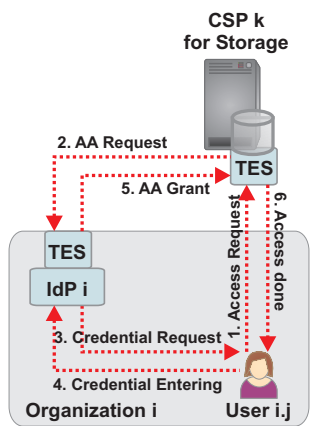 CSP k
for Storage
2. AA Request
TES
5. AA Grant
1. Access Request
6. Access done
TES
IdP i
3. Credential Request
4. Credential Entering
Organization i
User i.j